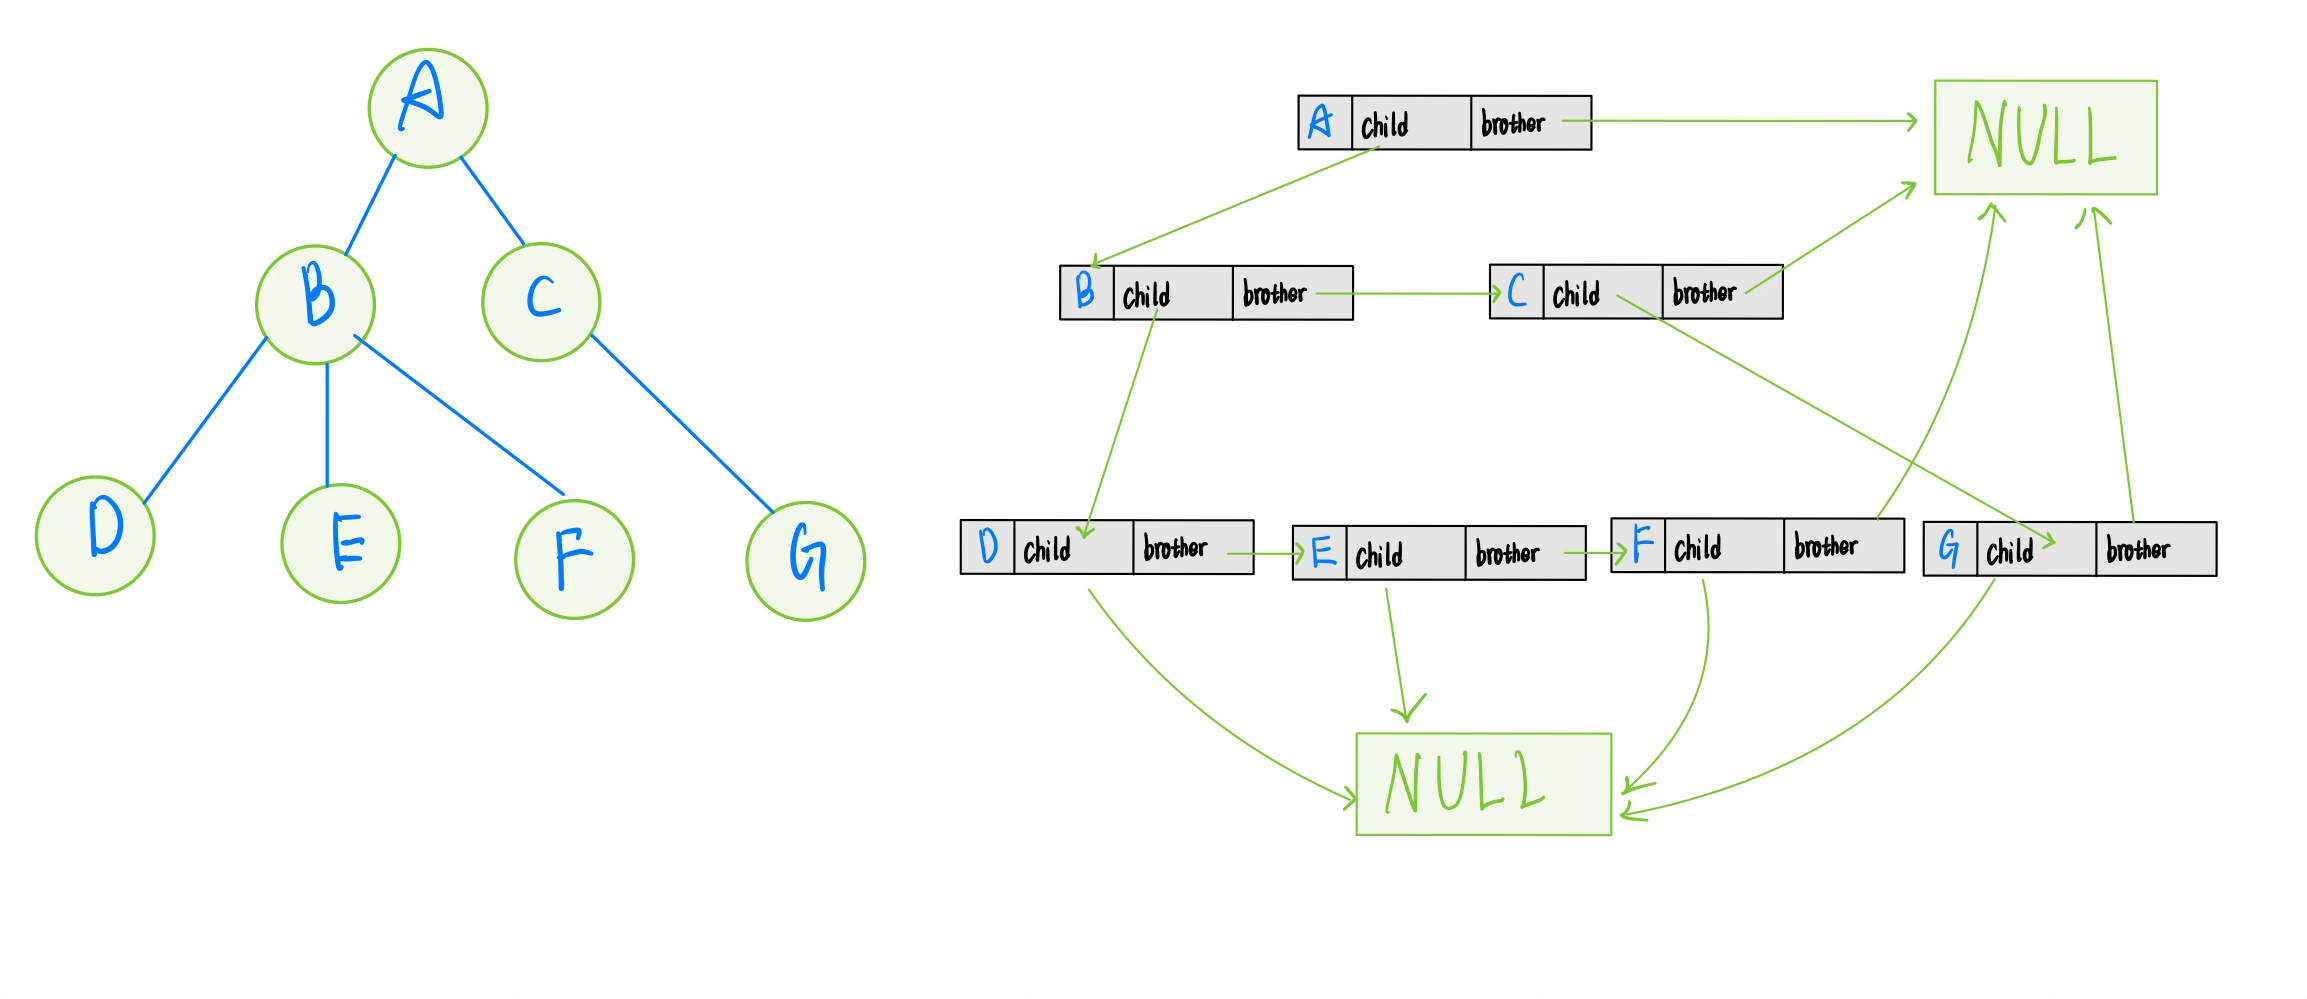 A
B
C
D
E
F
G
A child brother
NULL
B child brother
C child brother
D child brother
E child brother
F child brother
G child brother
NULL